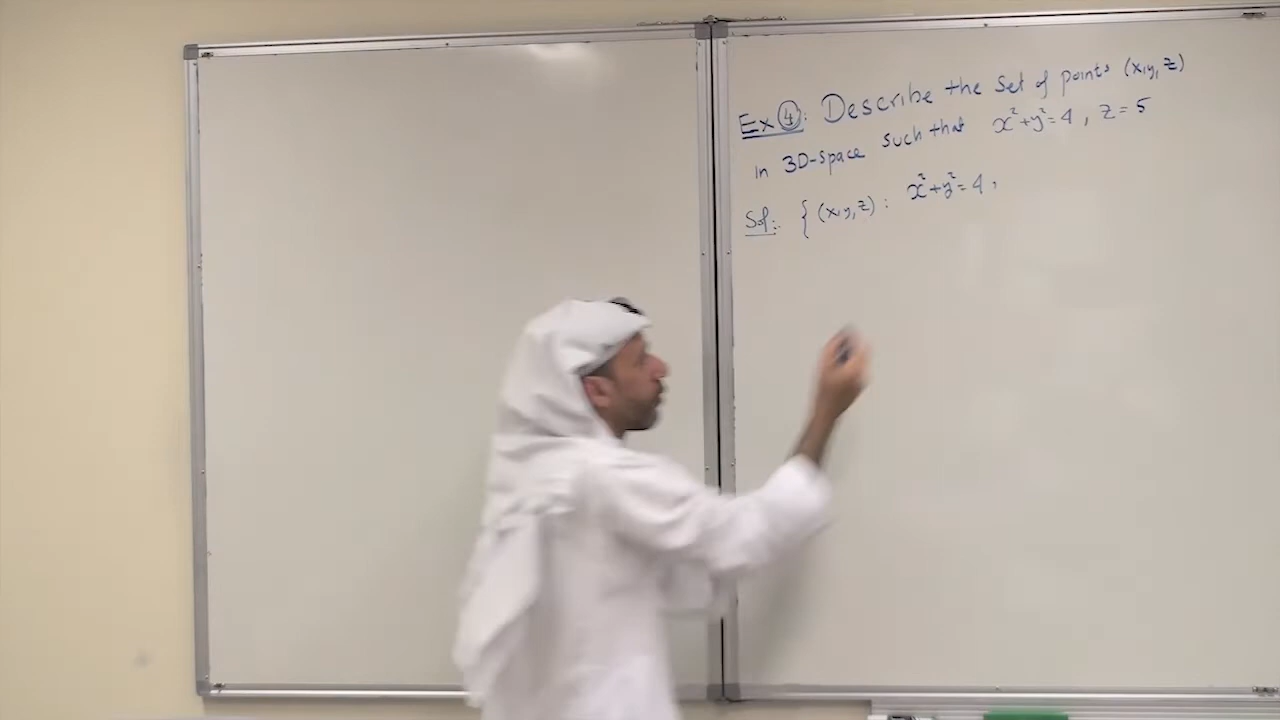 Ex ④: Describe the set of points (x,y,z)
in 3D-space such that x²+y²=4, z=5
Sol:. {(x,y,z): x²+y²=4,